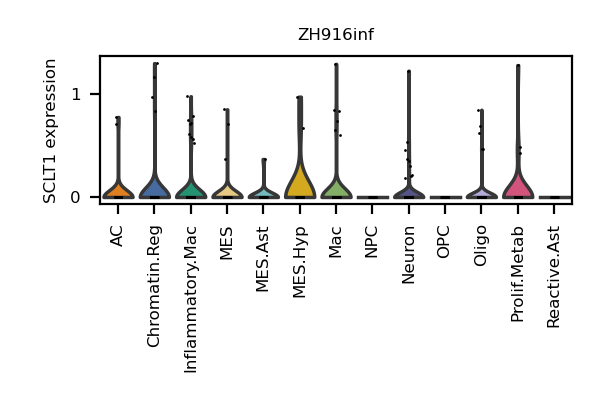 ZH916inf
SCLT1 expression
1
0
AC
Chromatin.Reg
Inflammatory.Mac
MES
MES.Ast
MES.Hyp
Mac
NPC
Neuron
OPC
Oligo
Prolif.Metab
Reactive.Ast